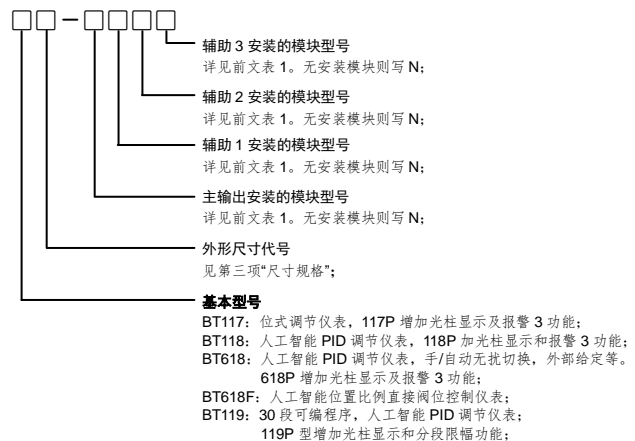 辅助 3 安装的模块型号
详见前文表 1。无安装模块则写 N；
辅助 2 安装的模块型号
详见前文表 1。无安装模块则写 N；
辅助 1 安装的模块型号
详见前文表 1。无安装模块则写 N；
主输出安装的模块型号
详见前文表 1。无安装模块则写 N；
外形尺寸代号
见第三项“尺寸规格”；
基本型号
BT117：位式调节仪表，117P 增加光柱显示及报警 3 功能；
BT118：人工智能 PID 调节仪表，118P 加光柱显示和报警 3 功能；
BT618：人工智能 PID 调节仪表，手/自动无扰切换，外部给定等。
618P 增加光柱显示及报警 3 功能；
BT618F：人工智能位置比例直接阀位控制仪表；
BT119：30 段可编程序，人工智能 PID 调节仪表；
119P 型增加光柱显示和分段限幅功能；